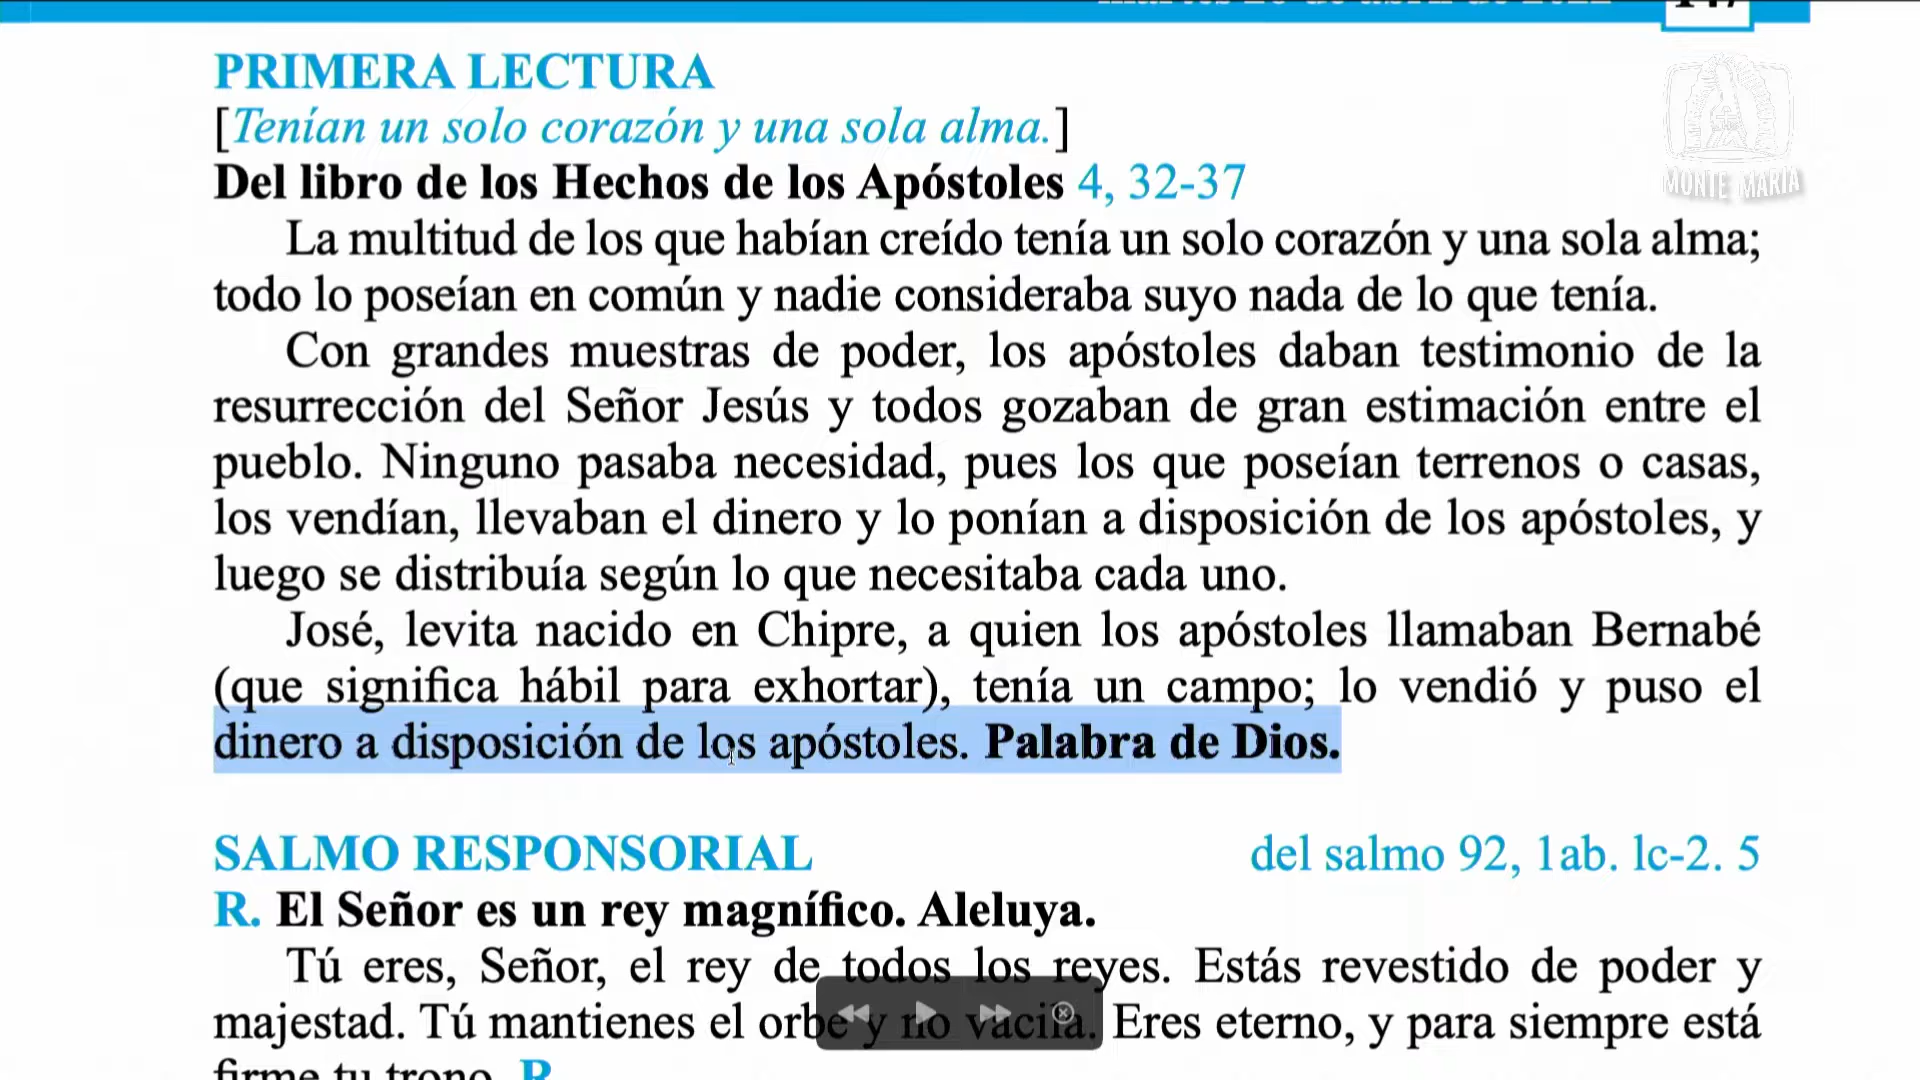 PRIMERA LECTURA
[Tenían un solo corazón y una sola alma.]
Del libro de los Hechos de los Apóstoles 4, 32-37
La multitud de los que habían creído tenía un solo corazón y una sola alma;
todo lo poseían en común y nadie consideraba suyo nada de lo que tenía.
Con grandes muestras de poder, los apóstoles daban testimonio de la
resurrección del Señor Jesús y todos gozaban de gran estimación entre el
pueblo. Ninguno pasaba necesidad, pues los que poseían terrenos o casas,
los vendían, llevaban el dinero y lo ponían a disposición de los apóstoles, y
luego se distribuía según lo que necesitaba cada uno.
José, levita nacido en Chipre, a quien los apóstoles llamaban Bernabé
(que significa hábil para exhortar), tenía un campo; lo vendió y puso el
dinero a disposición de los apóstoles. Palabra de Dios.
SALMO RESPONSORIAL del salmo 92, 1ab. lc-2. 5
R. El Señor es un rey magnífico. Aleluya.
Tú eres, Señor, el rey de todos los reyes. Estás revestido de poder y
majestad. Tú mantienes el orbe y no vacila. Eres eterno, y para siempre está
firme tu trono. R.
MONTE MARÍA